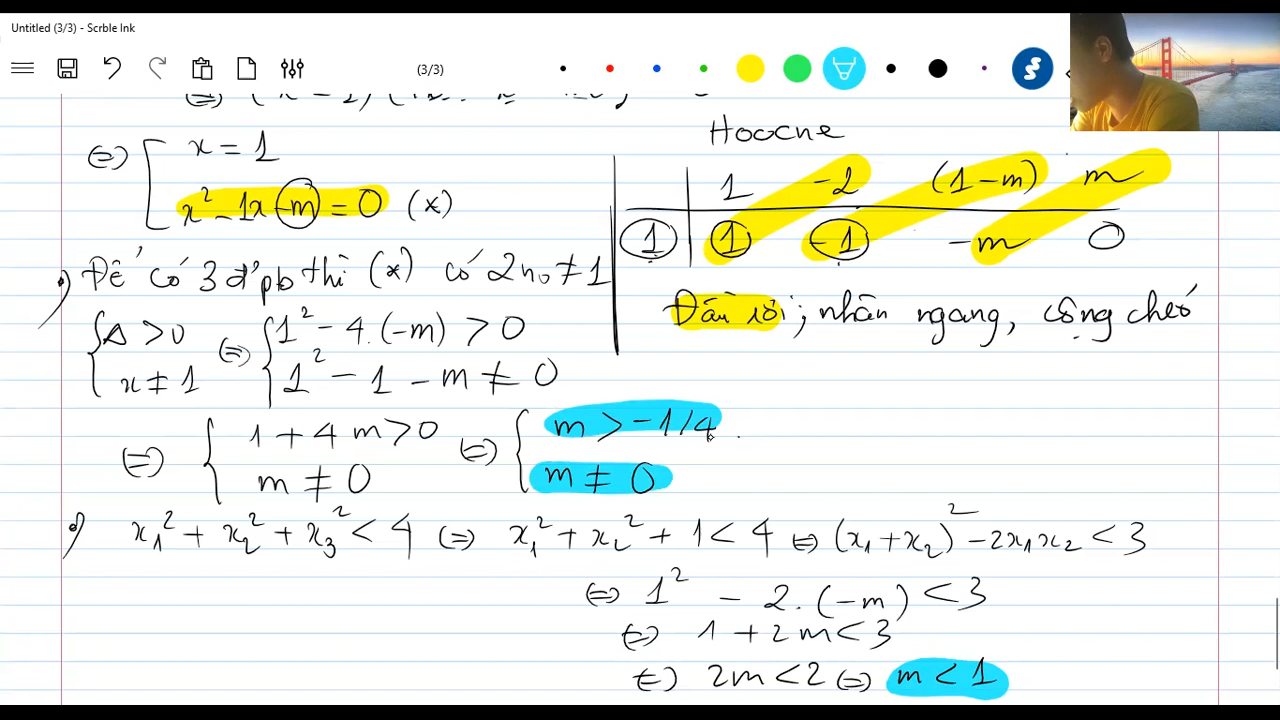 Untitled (3/3) - Scrble Ink
(3/3)
⇔ x = 1
x² - 1x - m = 0 (*)
Để có 3 đ' pb thì (*) có 2 n₀ ≠ 1
{ Δ > 0 ⇔ { 1² - 4.(-m) > 0
x ≠ 1 1² - 1 - m ≠ 0
⇔ { 1 + 4m > 0 ⇔ { m > -1/4
m ≠ 0 m ≠ 0
x₁² + x₂² + x₃² < 4 ⇔ x₁² + x₂² + 1 < 4 ⇔ (x₁ + x₂)² - 2x₁x₂ < 3
⇔ 1² - 2.(-m) < 3
⇔ 1 + 2m < 3
⇔ 2m < 2 ⇔ m < 1
Hoocne
1 -2 (1-m) m
1 1 -1 -m 0
Đầu rơi; nhân ngang, cộng chéo